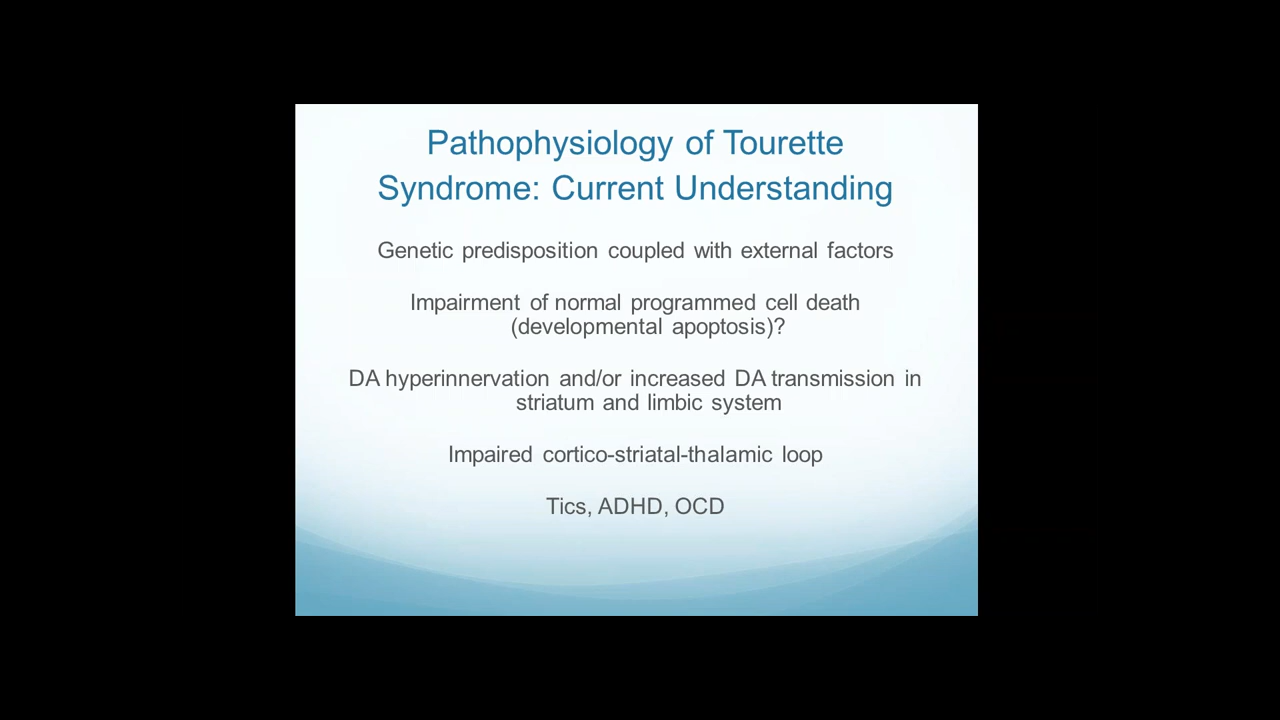 Pathophysiology of Tourette
Syndrome: Current Understanding
Genetic predisposition coupled with external factors
Impairment of normal programmed cell death
(developmental apoptosis)?
DA hyperinnervation and/or increased DA transmission in
striatum and limbic system
Impaired cortico-striatal-thalamic loop
Tics, ADHD, OCD